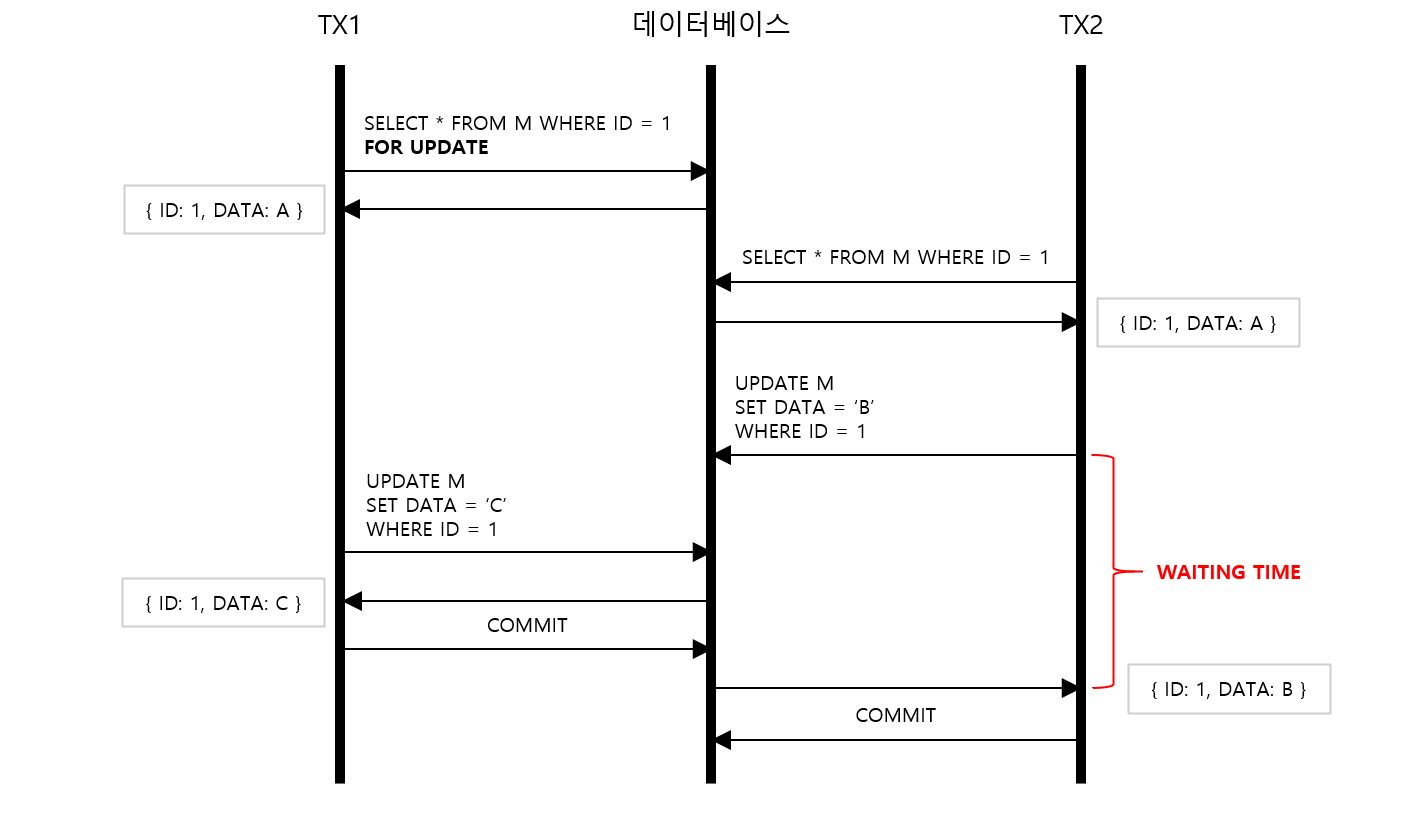 TX1
데이터베이스
TX2
SELECT * FROM M WHERE ID = 1
FOR UPDATE
{ ID: 1, DATA: A }
SELECT * FROM M WHERE ID = 1
{ ID: 1, DATA: A }
UPDATE M
SET DATA = ‘B’
WHERE ID = 1
UPDATE M
SET DATA = ‘C’
WHERE ID = 1
WAITING TIME
{ ID: 1, DATA: C }
COMMIT
{ ID: 1, DATA: B }
COMMIT